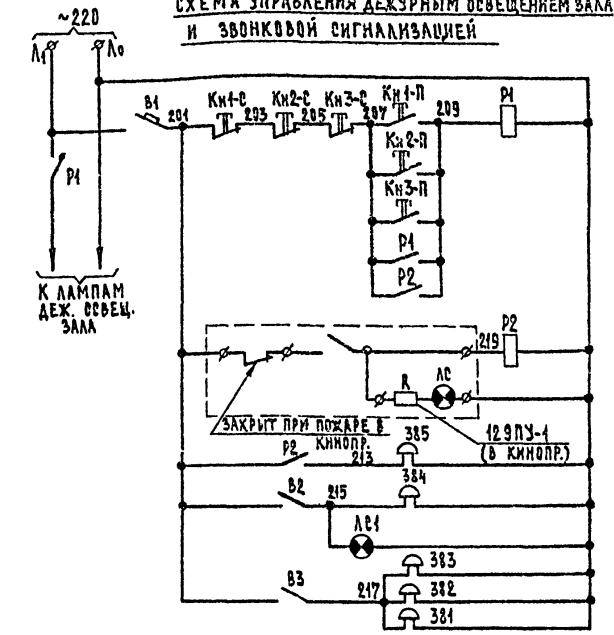 СХЕМА УПРАВЛЕНИЯ ДЕЖУРНЫМ ОСВЕЩЕНИЕМ ЗАЛА
И ЗВОНКОВОЙ СИГНАЛИЗАЦИЕЙ
~220
Л1 Л0
В1 201 Кн1-С 203 Кн2-С 205 Кн3-С 207 Кн1-П 209 Р1
Кн2-П
Р1
Кн3-П
Р1
Р2
К ЛАМПАМ
ДЕЖ. ОСВЕЩ.
ЗАЛА
219 Р2
R ЛС
ЗАКРЫТ ПРИ ПОЖАРЕ В
КИНОПР.
129ПУ-1
(В КИНОПР.)
Р2 213 385
В2 215 384
ЛС1
В3 217 383
382
381